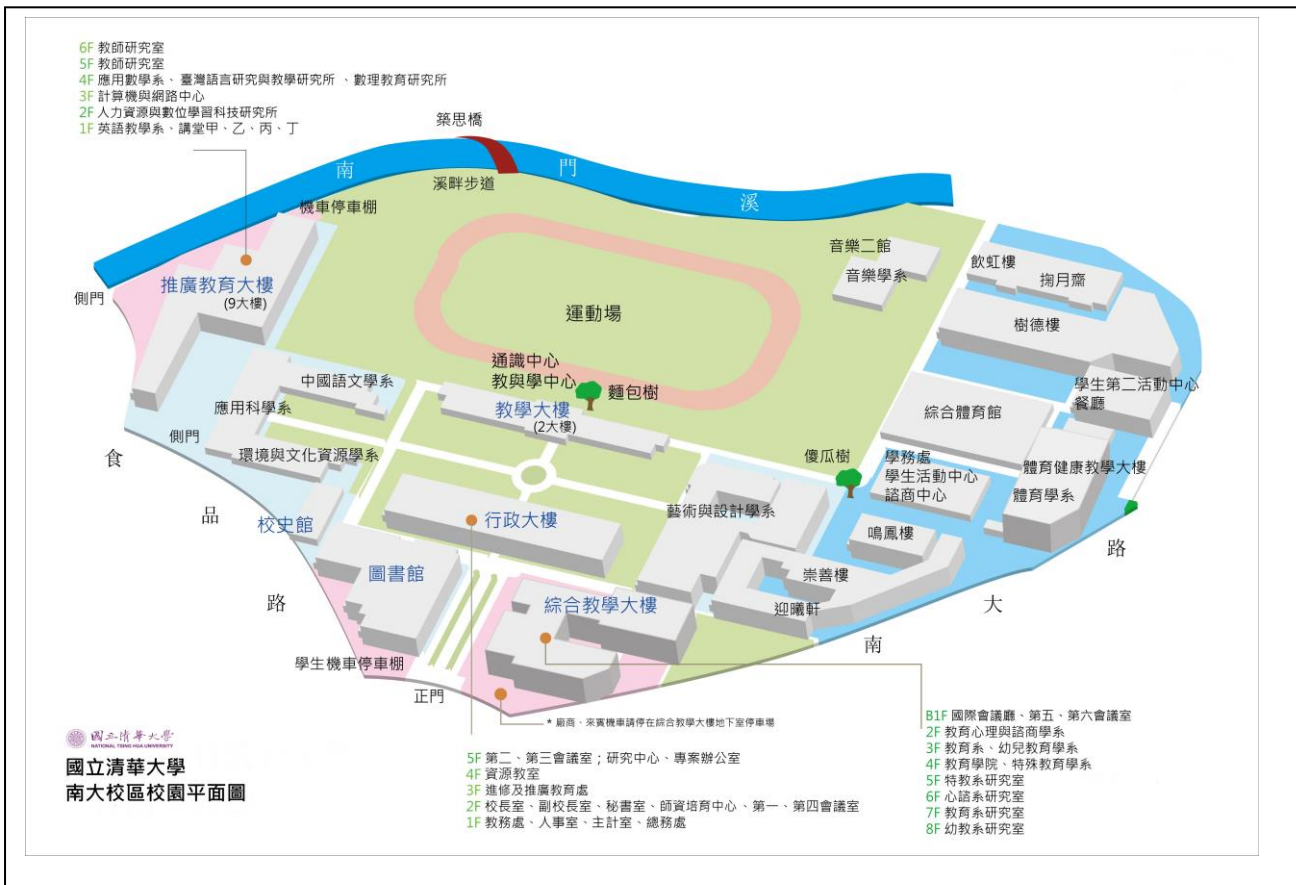 6F 教師研究室
5F 教師研究室
4F 應用數學系、臺灣語言研究與教學研究所 、數理教育研究所
3F 計算機與網路中心
2F 人力資源與數位學習科技研究所
1F 英語教學系、講堂甲、乙、丙、丁
築思橋
南
門
溪
溪畔步道
機車停車棚
側門
推廣教育大樓
(9大樓)
音樂二館
音樂學系
飲虹樓
掬月齋
樹德樓
運動場
通識中心
教與學中心
麵包樹
教學大樓
(2大樓)
中國語文學系
應用科學系
側門
環境與文化資源學系
學生第二活動中心
餐廳
綜合體育館
傻瓜樹
學務處
學生活動中心
諮商中心
體育健康教學大樓
體育學系
食
品
路
校史館
行政大樓
藝術與設計學系
鳴鳳樓
崇善樓
迎曦軒
圖書館
綜合教學大樓
南
大
路
學生機車停車棚
正門
* 廠商、來賓機車請停在綜合教學大樓地下室停車場
國立清華大學
NATIONAL TSING HUA UNIVERSITY
國立清華大學
南大校區校園平面圖
5F 第二、第三會議室；研究中心、專案辦公室
4F 資源教室
3F 進修及推廣教育處
2F 校長室、副校長室、秘書室、師資培育中心、第一、第四會議室
1F 教務處、人事室、主計室、總務處
B1F 國際會議廳、第五、第六會議室
2F 教育心理與諮商學系
3F 教育系、幼兒教育學系
4F 教育學院、特殊教育學系
5F 特教系研究室
6F 心諮系研究室
7F 教育系研究室
8F 幼教系研究室